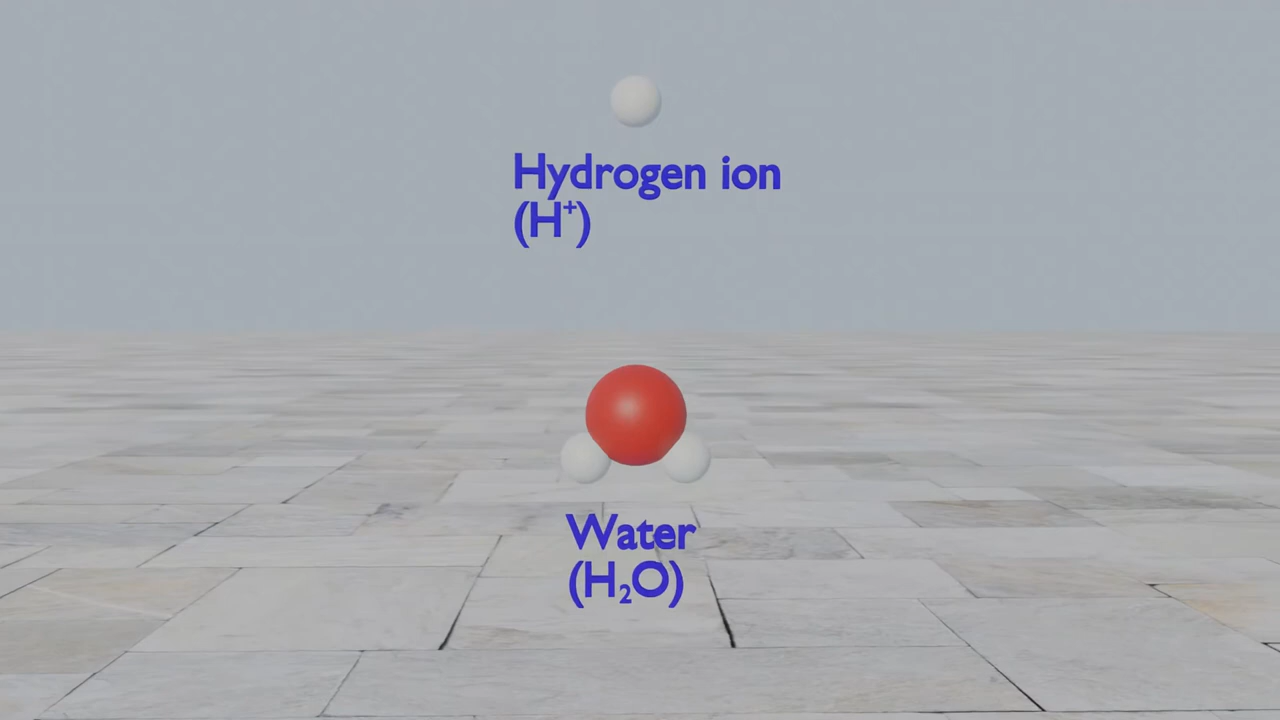 Hydrogen ion
(H⁺)
Water
(H₂O)